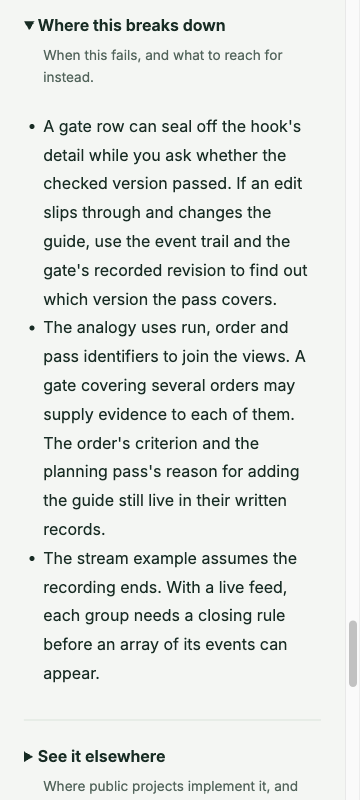 ▼ Where this breaks down
When this fails, and what to reach for
instead.
• A gate row can seal off the hook's
detail while you ask whether the
checked version passed. If an edit
slips through and changes the
guide, use the event trail and the
gate's recorded revision to find out
which version the pass covers.
• The analogy uses run, order and
pass identifiers to join the views. A
gate covering several orders may
supply evidence to each of them.
The order's criterion and the
planning pass's reason for adding
the guide still live in their written
records.
• The stream example assumes the
recording ends. With a live feed,
each group needs a closing rule
before an array of its events can
appear.
▶ See it elsewhere
Where public projects implement it, and